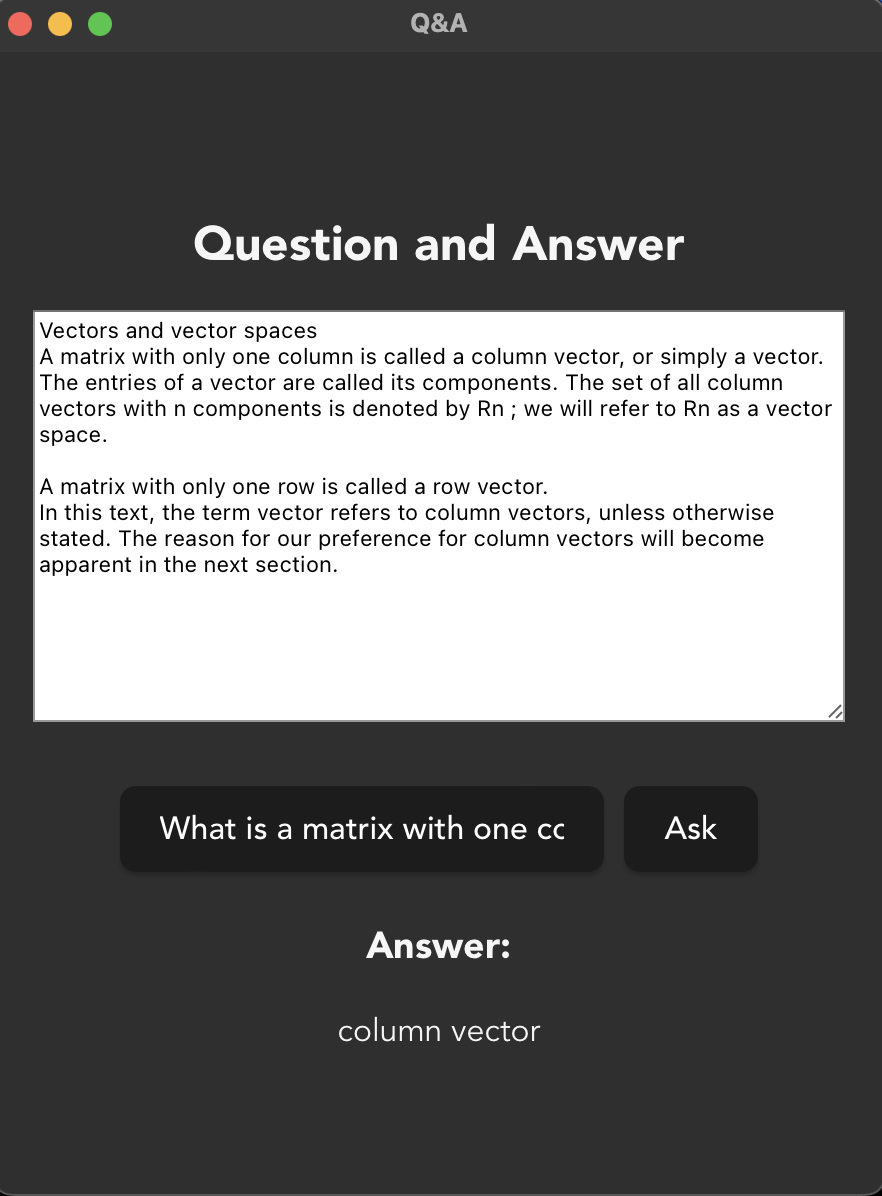 Q&A
Question and Answer
Vectors and vector spaces
A matrix with only one column is called a column vector, or simply a vector.
The entries of a vector are called its components. The set of all column
vectors with n components is denoted by Rn ; we will refer to Rn as a vector
space.
A matrix with only one row is called a row vector.
In this text, the term vector refers to column vectors, unless otherwise
stated. The reason for our preference for column vectors will become
apparent in the next section.
What is a matrix with one
Ask
Answer:
column vector